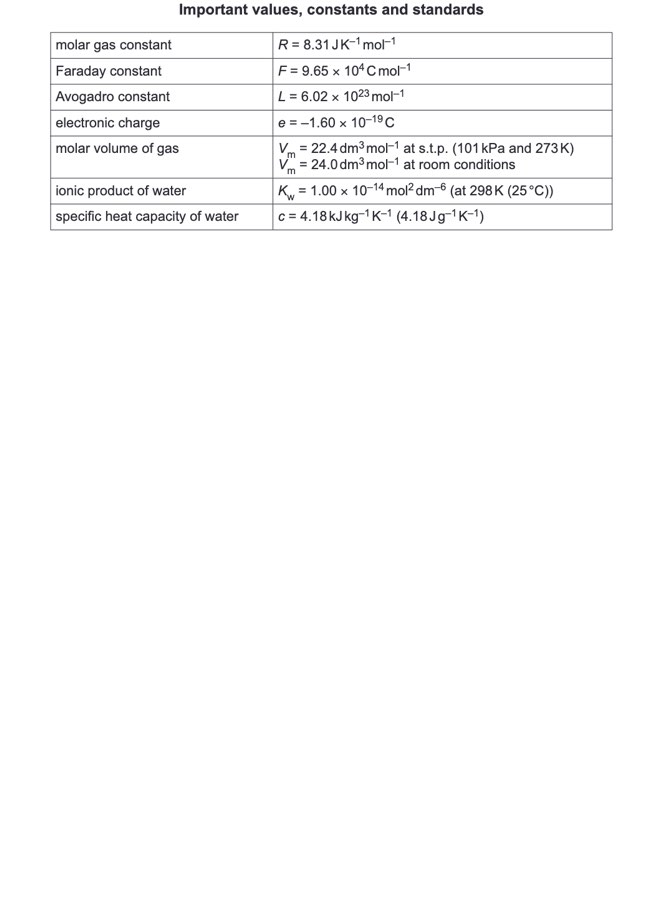 Important values, constants and standards
molar gas constant R = 8.31 J K⁻¹ mol⁻¹
Faraday constant F = 9.65 × 10⁴ C mol⁻¹
Avogadro constant L = 6.02 × 10²³ mol⁻¹
electronic charge e = –1.60 × 10⁻¹⁹ C
molar volume of gas Vₘ = 22.4 dm³ mol⁻¹ at s.t.p. (101 kPa and 273 K)
Vₘ = 24.0 dm³ mol⁻¹ at room conditions
ionic product of water K_w = 1.00 × 10⁻¹⁴ mol² dm⁻⁶ (at 298 K (25 °C))
specific heat capacity of water c = 4.18 kJ kg⁻¹ K⁻¹ (4.18 J g⁻¹ K⁻¹)